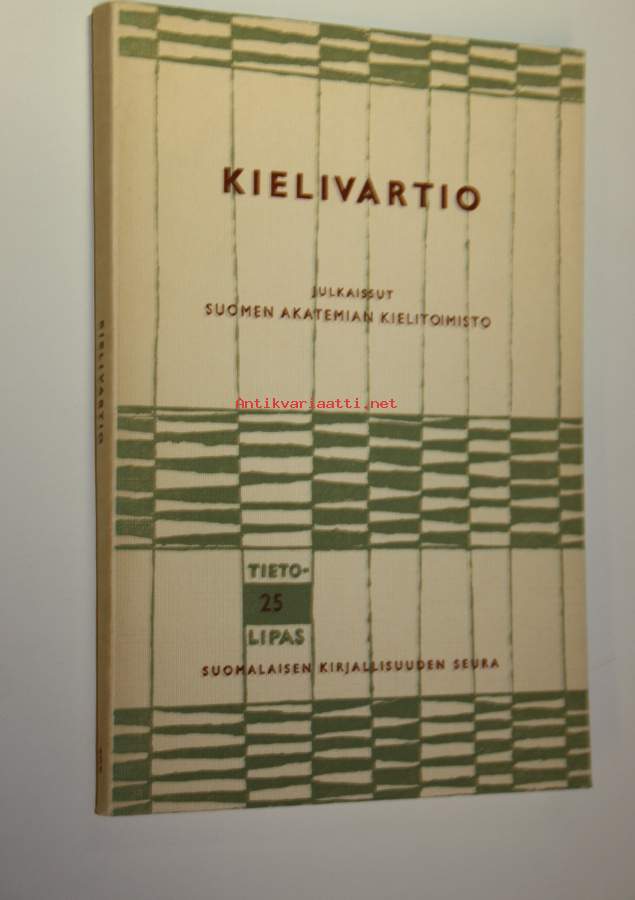 KIELIVARTIO
JULKAISSUT
SUOMEN AKATEMIAN KIELITOIMISTO
Antikvariaatti.net
TIETO-
25
LIPAS
SUOMALAISEN KIRJALLISUUDEN SEURA
KIELIVARTIO